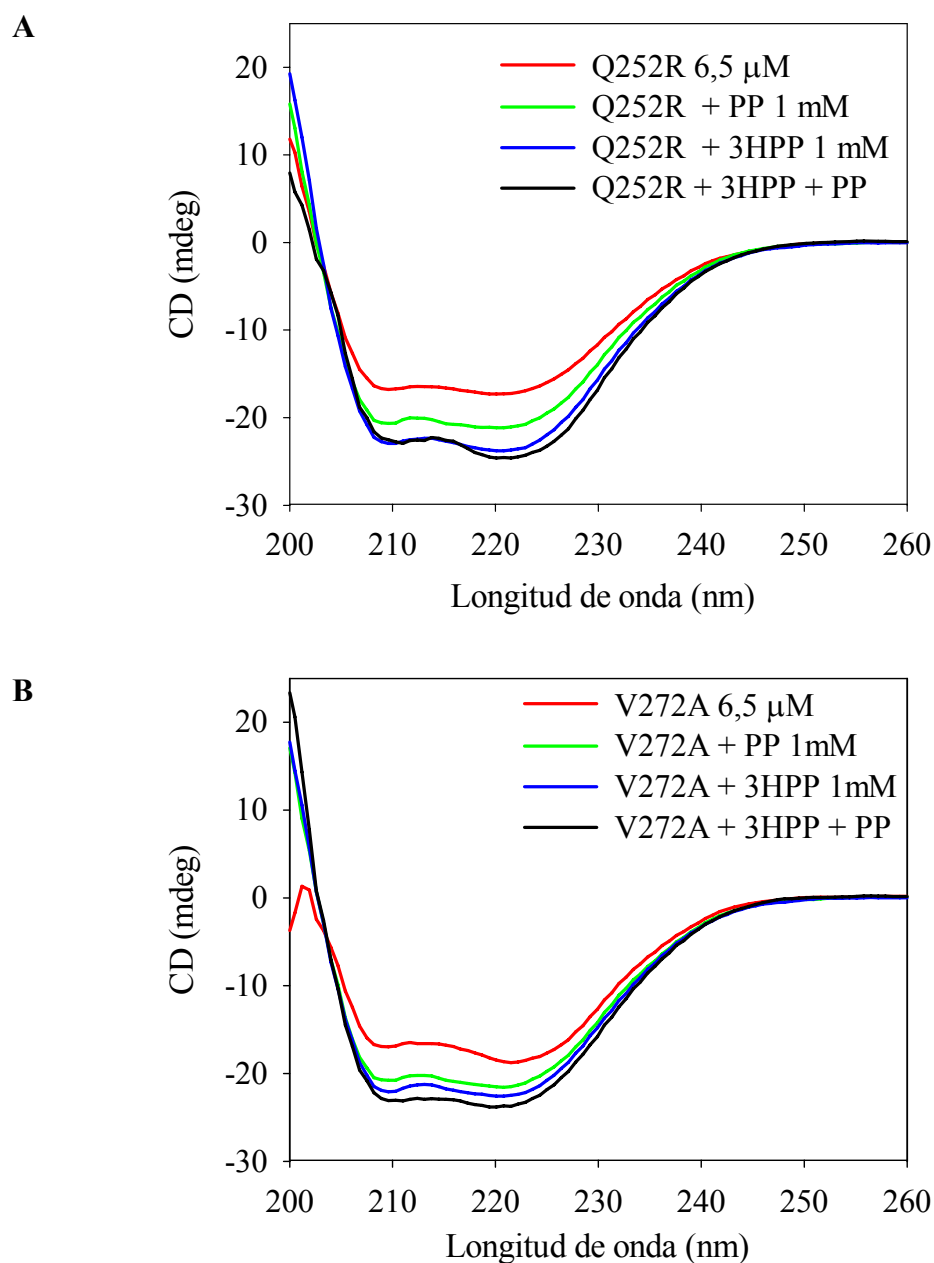 A
Q252R 6,5 μM
Q252R + PP 1 mM
Q252R + 3HPP 1 mM
Q252R + 3HPP + PP
20
10
0
-10
-20
-30
CD (mdeg)
200 210 220 230 240 250 260
Longitud de onda (nm)
B
V272A 6,5 μM
V272A + PP 1mM
V272A + 3HPP 1mM
V272A + 3HPP + PP
20
10
0
-10
-20
-30
CD (mdeg)
200 210 220 230 240 250 260
Longitud de onda (nm)